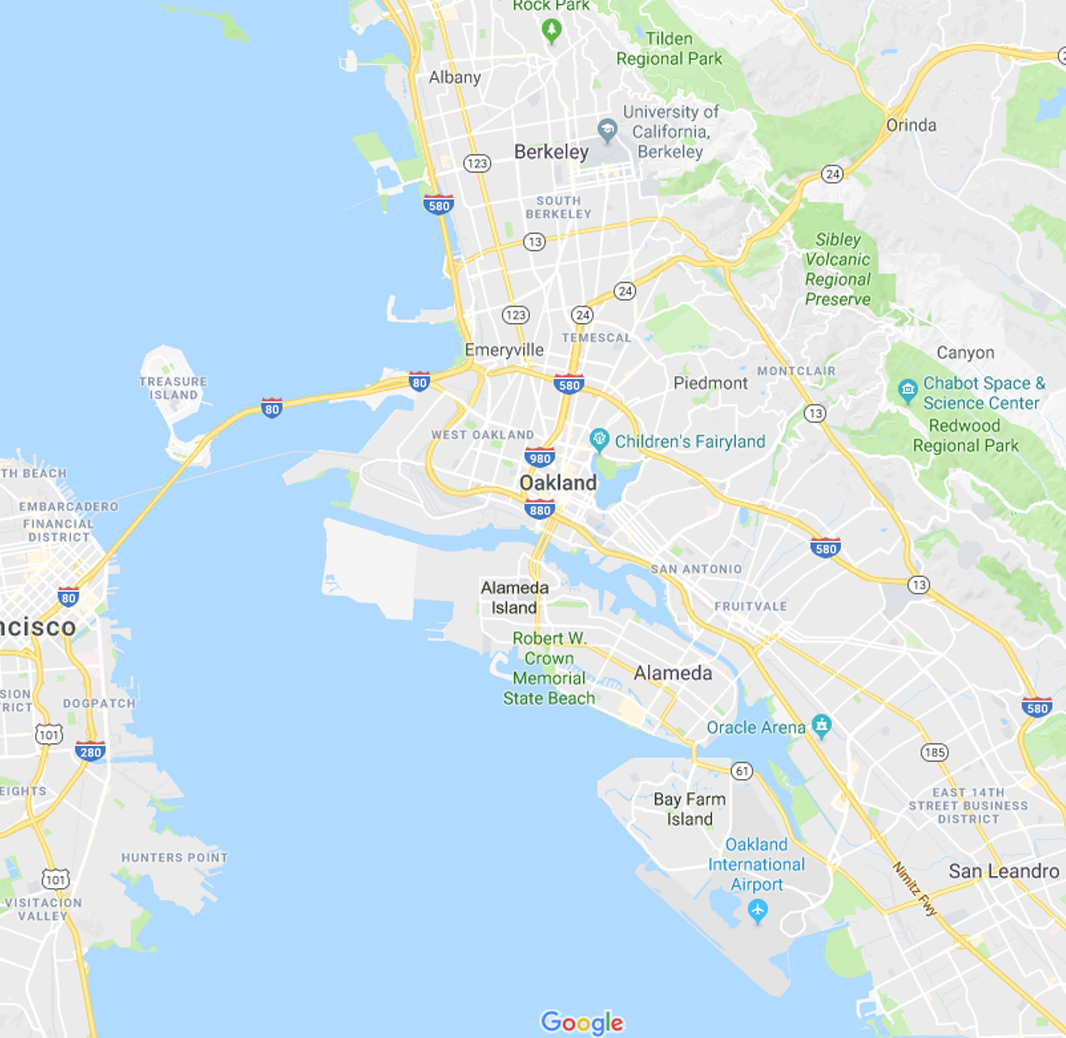 Rock Park
Tilden
Regional Park
Albany
University of
California,
Berkeley
Orinda
Berkeley
123
24
580
SOUTH
BERKELEY
13
Sibley
Volcanic
Regional
Preserve
24
123
24
TEMESCAL
Emeryville
Canyon
MONTCLAIR
TREASURE
ISLAND
80
580
Piedmont
Chabot Space &
Science Center
80
13
Redwood
Regional Park
WEST OAKLAND
Children's Fairyland
980
TH BEACH
Oakland
EMBARCADERO
FINANCIAL
DISTRICT
880
580
SAN ANTONIO
80
Alameda
Island
13
FRUITVALE
ncisco
Robert W.
Crown
Memorial
State Beach
Alameda
SION
RICT
DOGPATCH
580
101
Oracle Arena
280
185
61
EIGHTS
Bay Farm
Island
EAST 14TH
STREET BUSINESS
DISTRICT
Oakland
International
Airport
HUNTERS POINT
San Leandro
101
Nimitz Fwy
VISITACION
VALLEY
Google